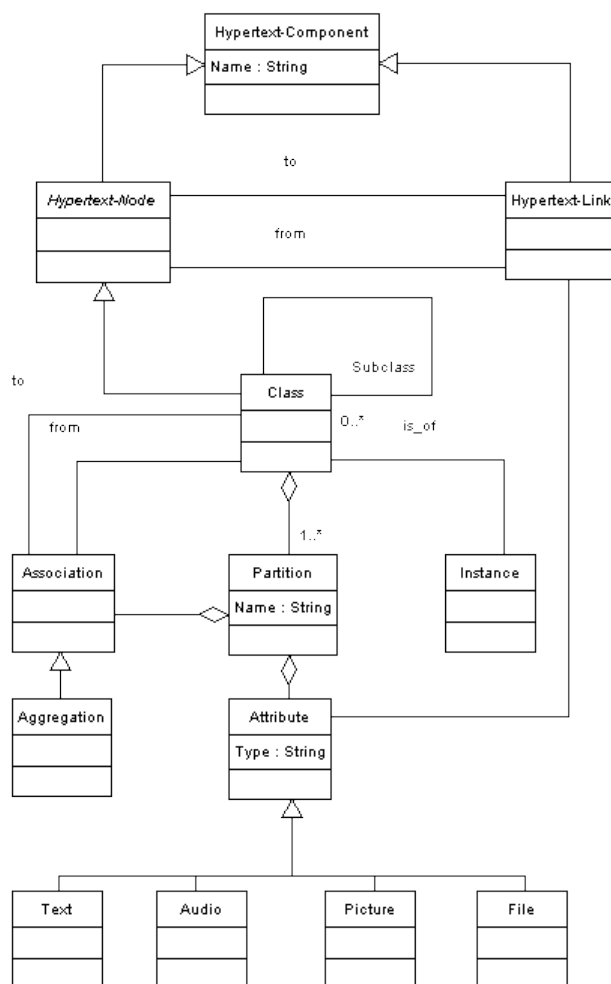 Hypertext-Component
Name : String
to
Hypertext-Node
Hypertext-Link
from
Subclass
to
Class
from
0..*
is_of
1..*
Association
Partition
Instance
Name : String
Aggregation
Attribute
Type : String
Text
Audio
Picture
File